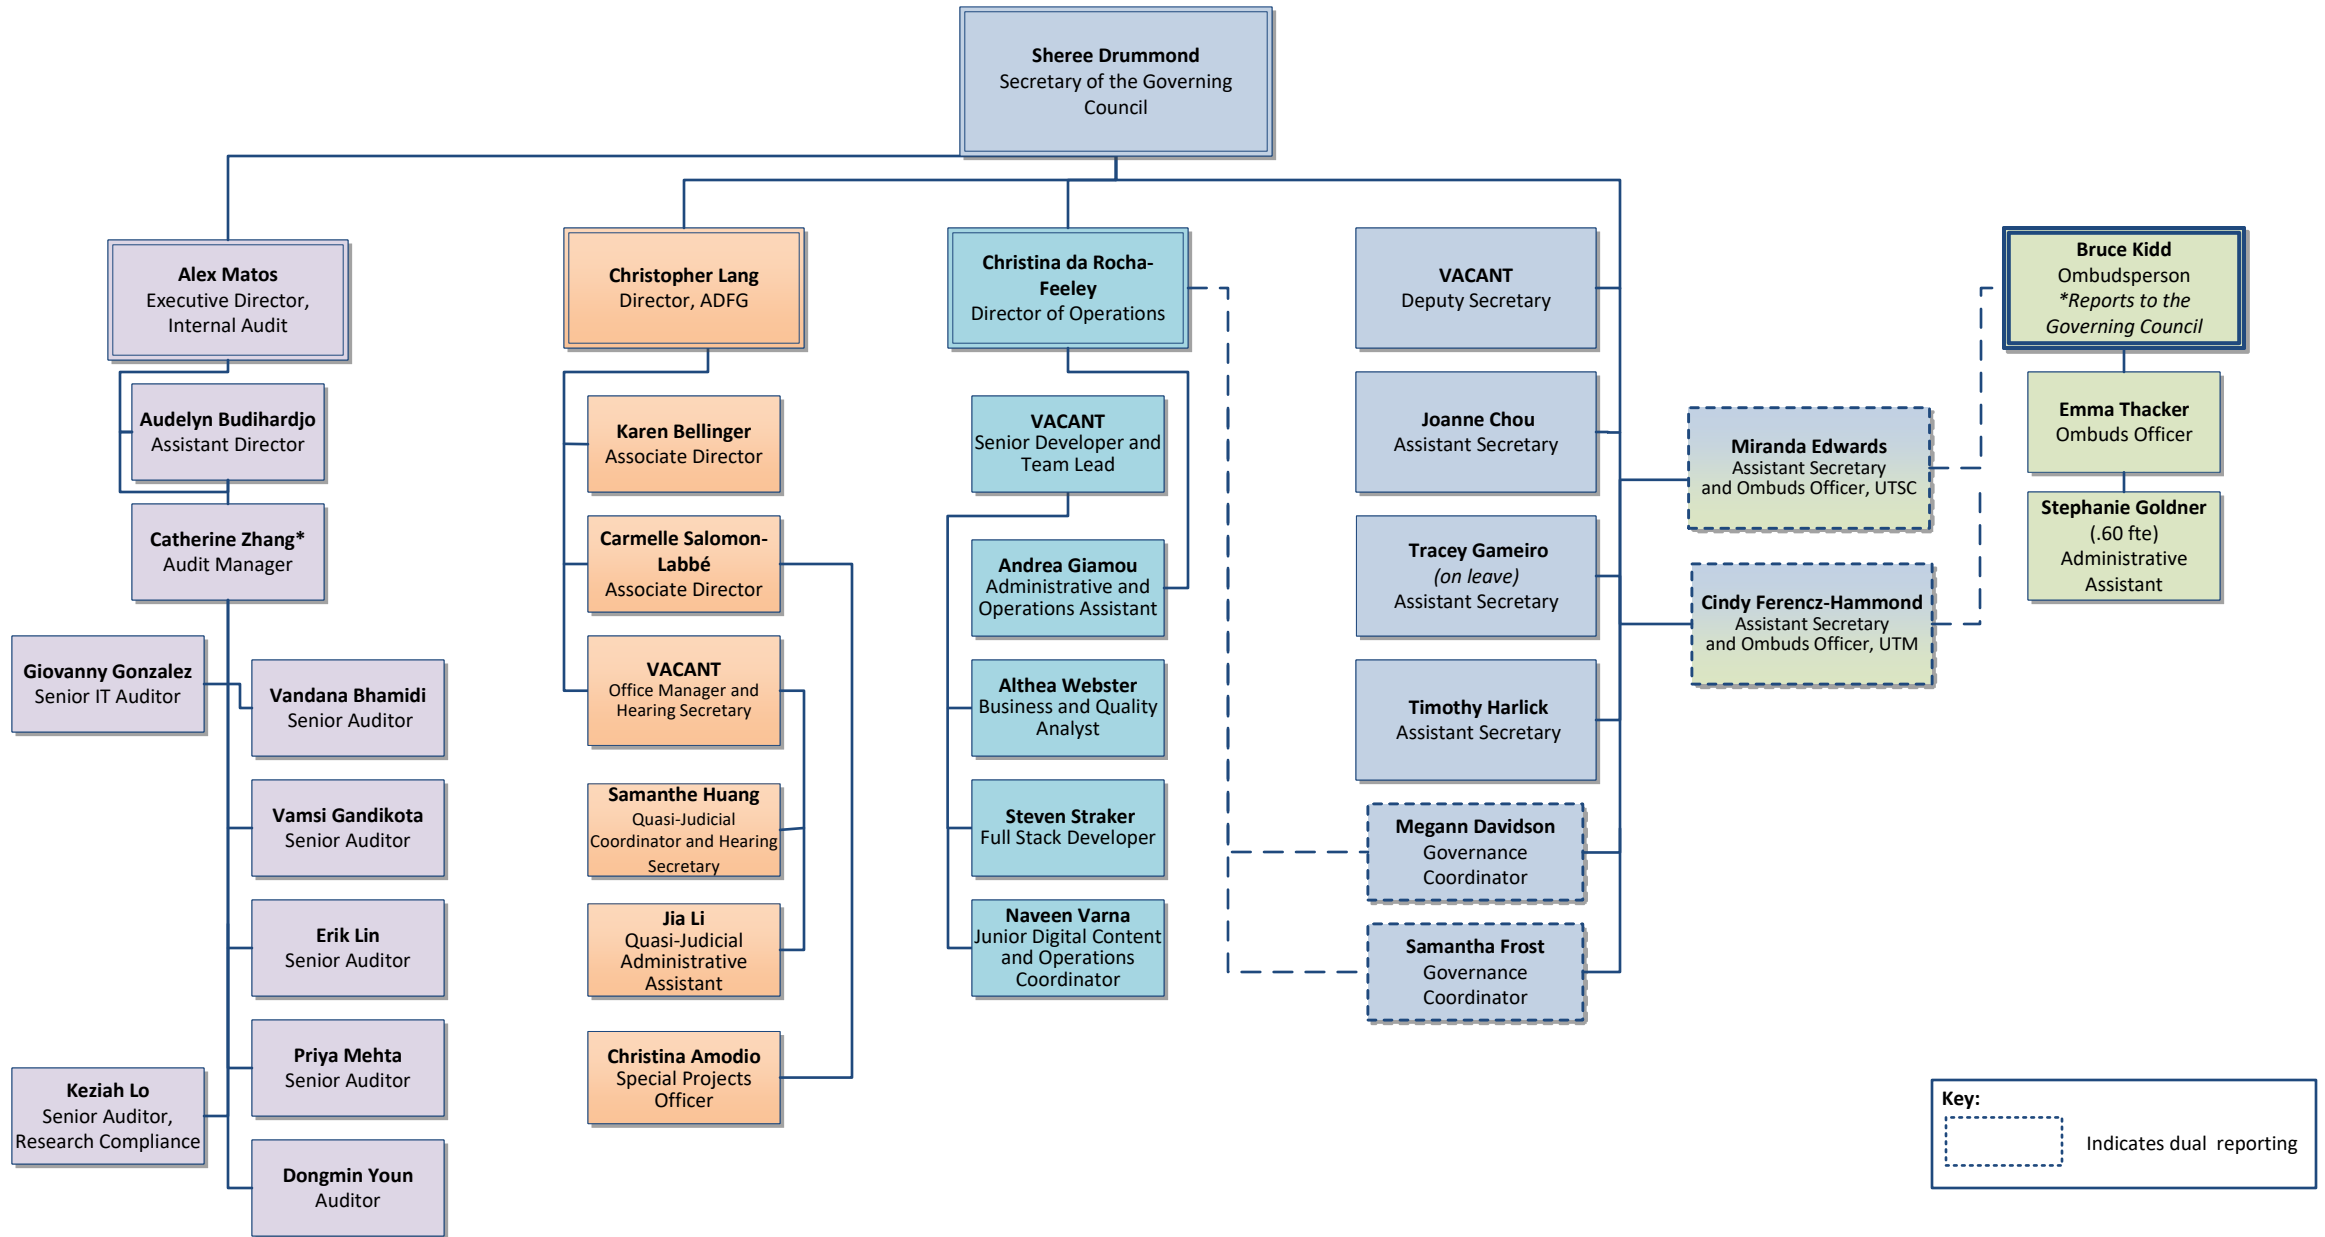 Sheree Drummond
Secretary of the Governing
Council
Alex Matos
Executive Director,
Internal Audit
Audelyn Budihardjo
Assistant Director
Catherine Zhang*
Audit Manager
Giovanny Gonzalez
Senior IT Auditor
Vandana Bhamidi
Senior Auditor
Vamsi Gandikota
Senior Auditor
Erik Lin
Senior Auditor
Priya Mehta
Senior Auditor
Keziah Lo
Senior Auditor,
Research Compliance
Dongmin Youn
Auditor
Christopher Lang
Director, ADFG
Karen Bellinger
Associate Director
Carmelle Salomon-
Labbé
Associate Director
VACANT
Office Manager and
Hearing Secretary
Samanthe Huang
Quasi-Judicial
Coordinator and Hearing
Secretary
Jia Li
Quasi-Judicial
Administrative
Assistant
Christina Amodio
Special Projects
Officer
Christina da Rocha-
Feeley
Director of Operations
VACANT
Senior Developer and
Team Lead
Andrea Giamou
Administrative and
Operations Assistant
Althea Webster
Business and Quality
Analyst
Steven Straker
Full Stack Developer
Naveen Varna
Junior Digital Content
and Operations
Coordinator
VACANT
Deputy Secretary
Joanne Chou
Assistant Secretary
Tracey Gameiro
(on leave)
Assistant Secretary
Timothy Harlick
Assistant Secretary
Megann Davidson
Governance
Coordinator
Samantha Frost
Governance
Coordinator
Miranda Edwards
Assistant Secretary
and Ombuds Officer, UTSC
Cindy Ferencz-Hammond
Assistant Secretary
and Ombuds Officer, UTM
Bruce Kidd
Ombudsperson
*Reports to the
Governing Council
Emma Thacker
Ombuds Officer
Stephanie Goldner
(.60 fte)
Administrative
Assistant
Key:
Indicates dual reporting